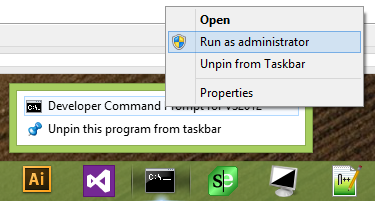 Open
Run as administrator
Unpin from Taskbar
Properties
Developer Command Prompt for VS2012
Unpin this program from taskbar
Ai
C:\.